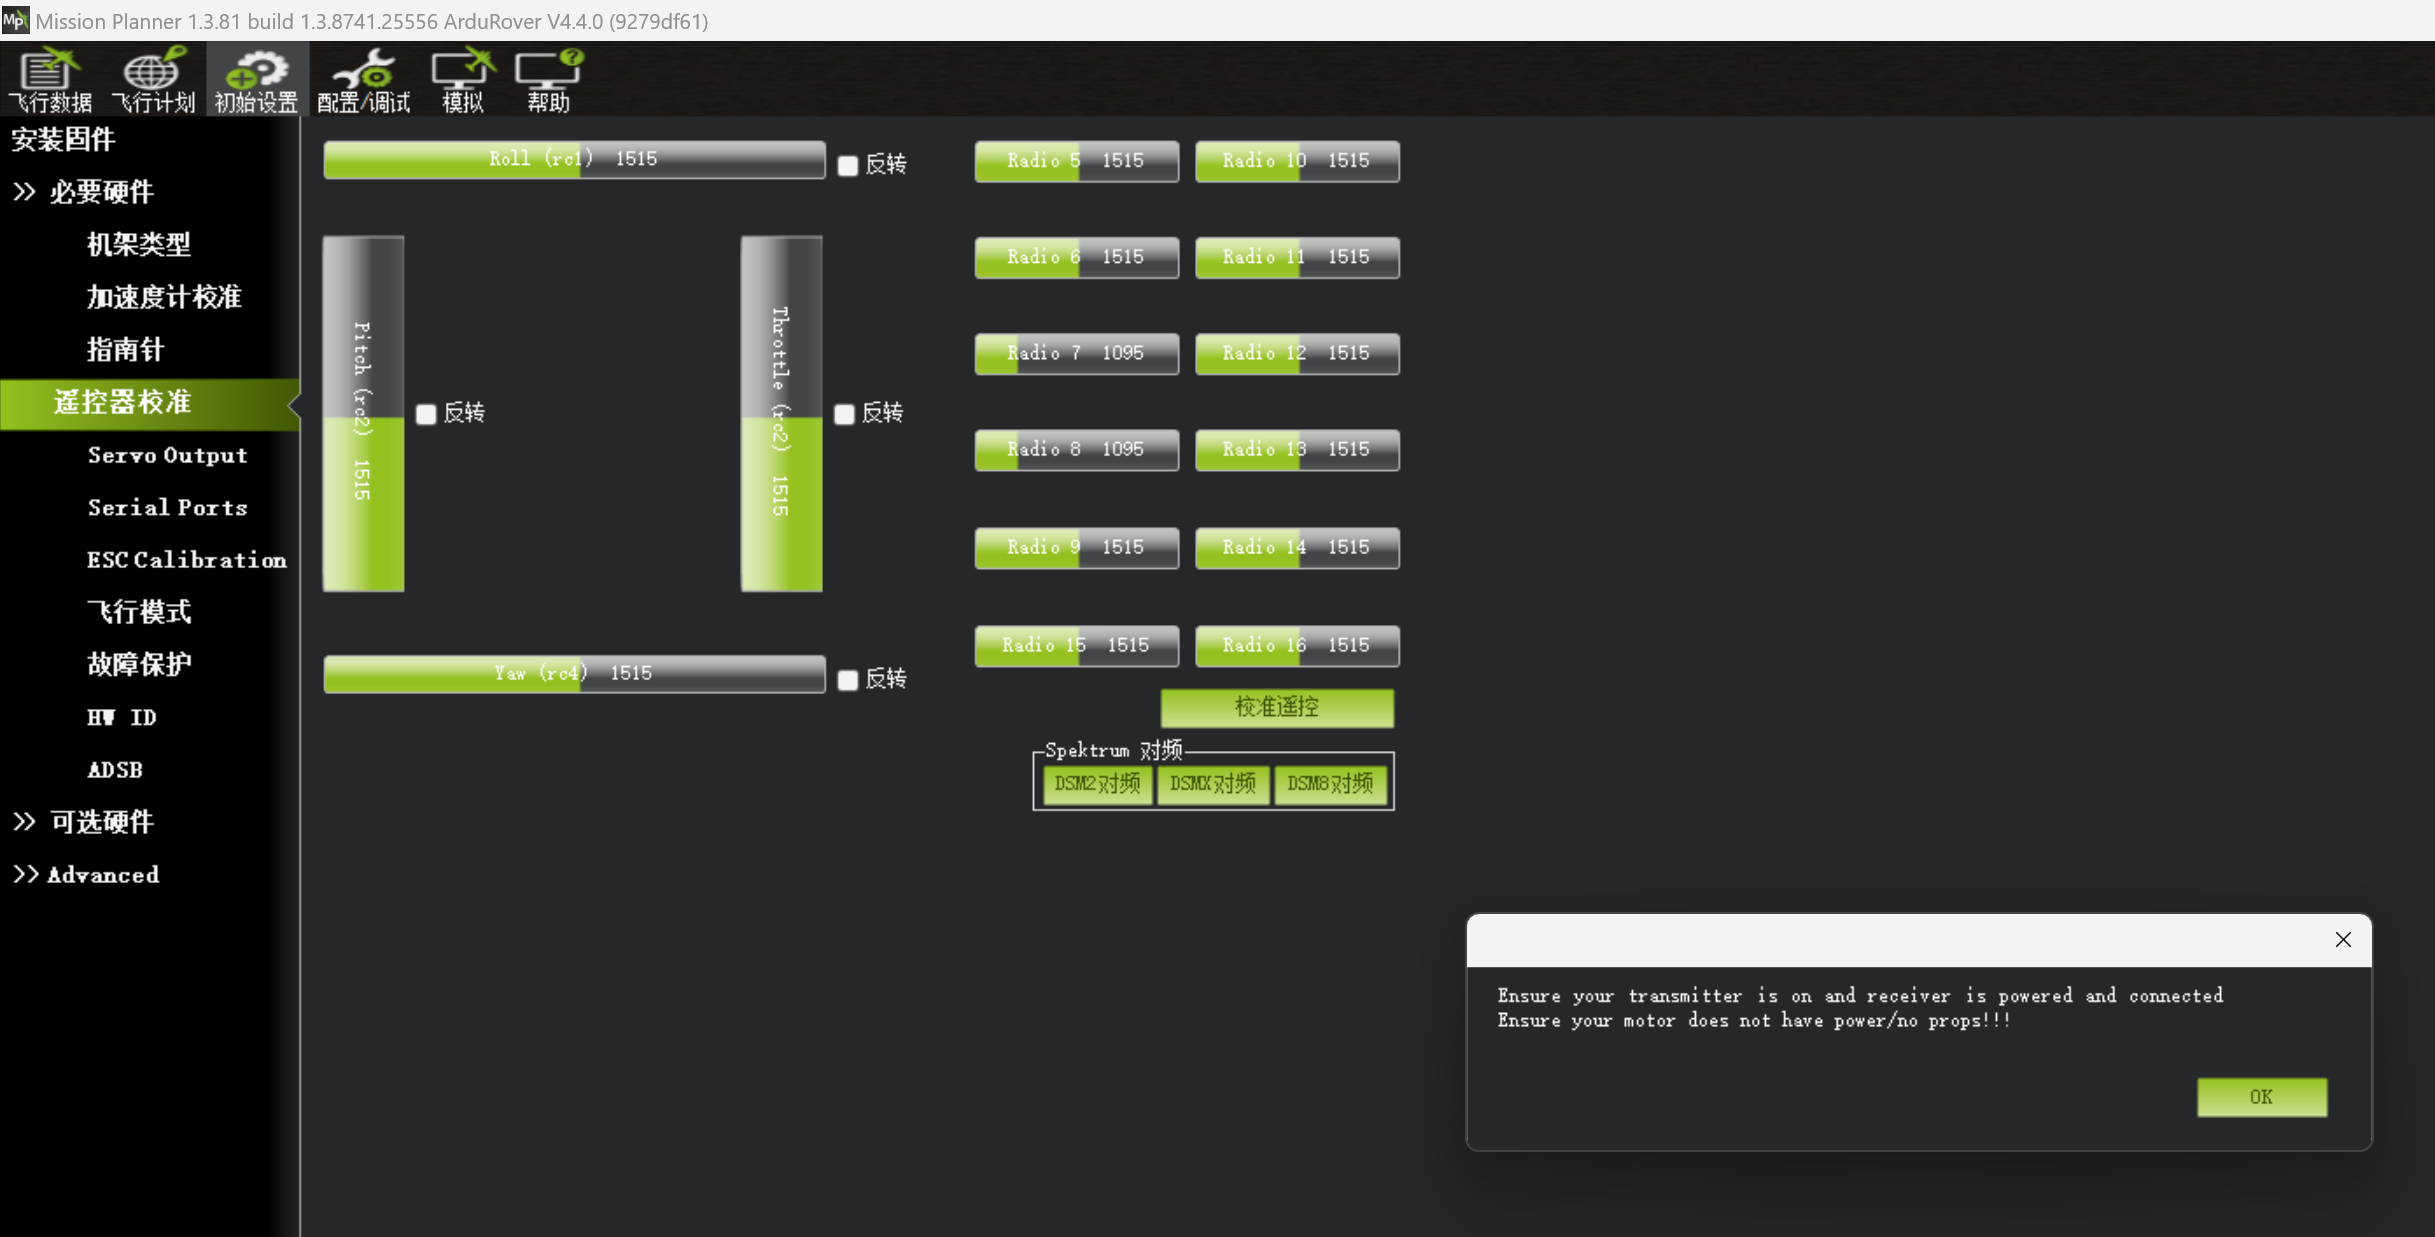 Mission Planner 1.3.81 build 1.3.8741.25556 ArduRover V4.4.0 (9279df61)
飞行数据 飞行计划 初始设置 配置/调试 模拟 帮助
安装固件
>> 必要硬件
机架类型
加速度计校准
指南针
遥控器校准
Servo Output
Serial Ports
ESC Calibration
飞行模式
故障保护
HW ID
ADSB
>> 可选硬件
>> Advanced
Roll (rc1) 1515
反转
Pitch (rc2) 1515
反转
Throttle (rc2) 1515
反转
Yaw (rc4) 1515
反转
Radio 5 1515 Radio 10 1515
Radio 6 1515 Radio 11 1515
Radio 7 1095 Radio 12 1515
Radio 8 1095 Radio 13 1515
Radio 9 1515 Radio 14 1515
Radio 15 1515 Radio 16 1515
校准遥控
Spektrum 对频
DSM2对频 DSMX对频 DSM8对频
Ensure your transmitter is on and receiver is powered and connected
Ensure your motor does not have power/no props!!!
OK